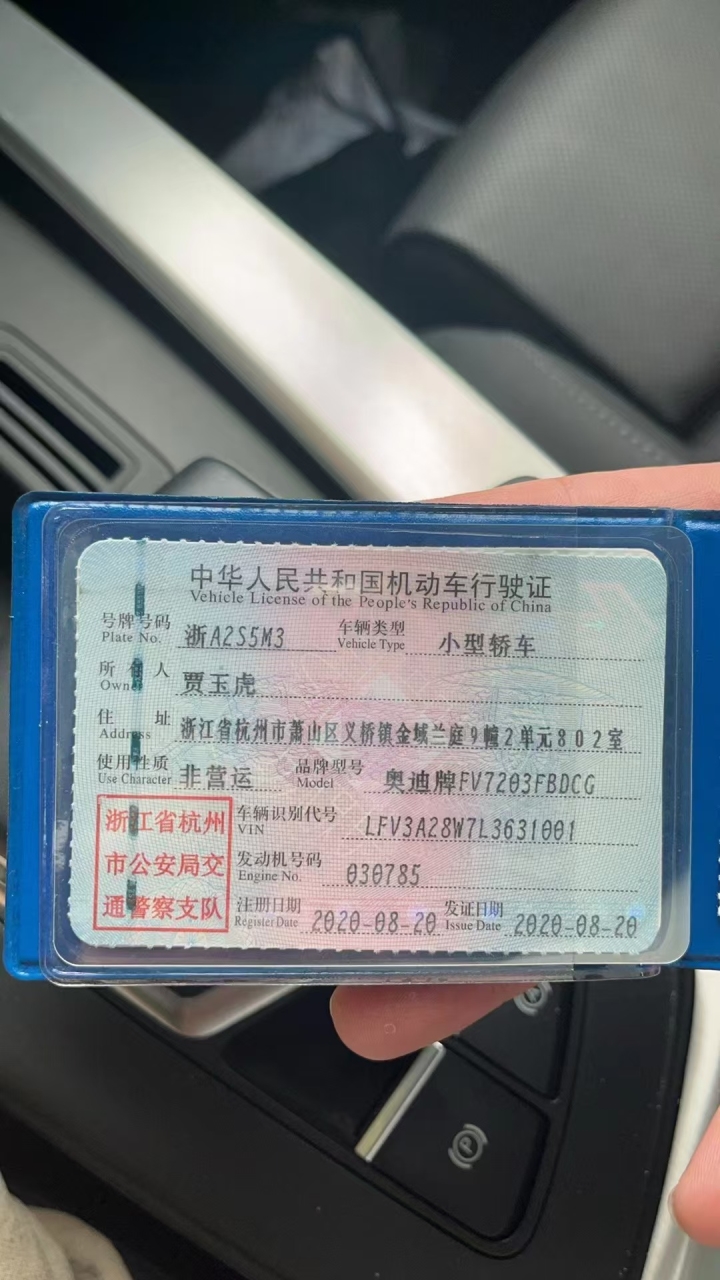 中华人民共和国机动车行驶证
Vehicle License of the People's Republic of China
号牌号码 浙A2S5M3 车辆类型 小型轿车
Plate No. Vehicle Type
所有人 贾玉虎
Owner
住址 浙江省杭州市萧山区义桥镇金域兰庭9幢2单元802室
Address
使用性质 非营运 品牌型号 奥迪牌FV7203FBDCG
Use Character Model
浙江省杭州 车辆识别代号 LFV3A28W7L3631001
VIN
市公安局交 发动机号码 030785
Engine No.
通警察支队 注册日期 2020-08-20 发证日期 2020-08-20
Register Date Issue Date
P
P